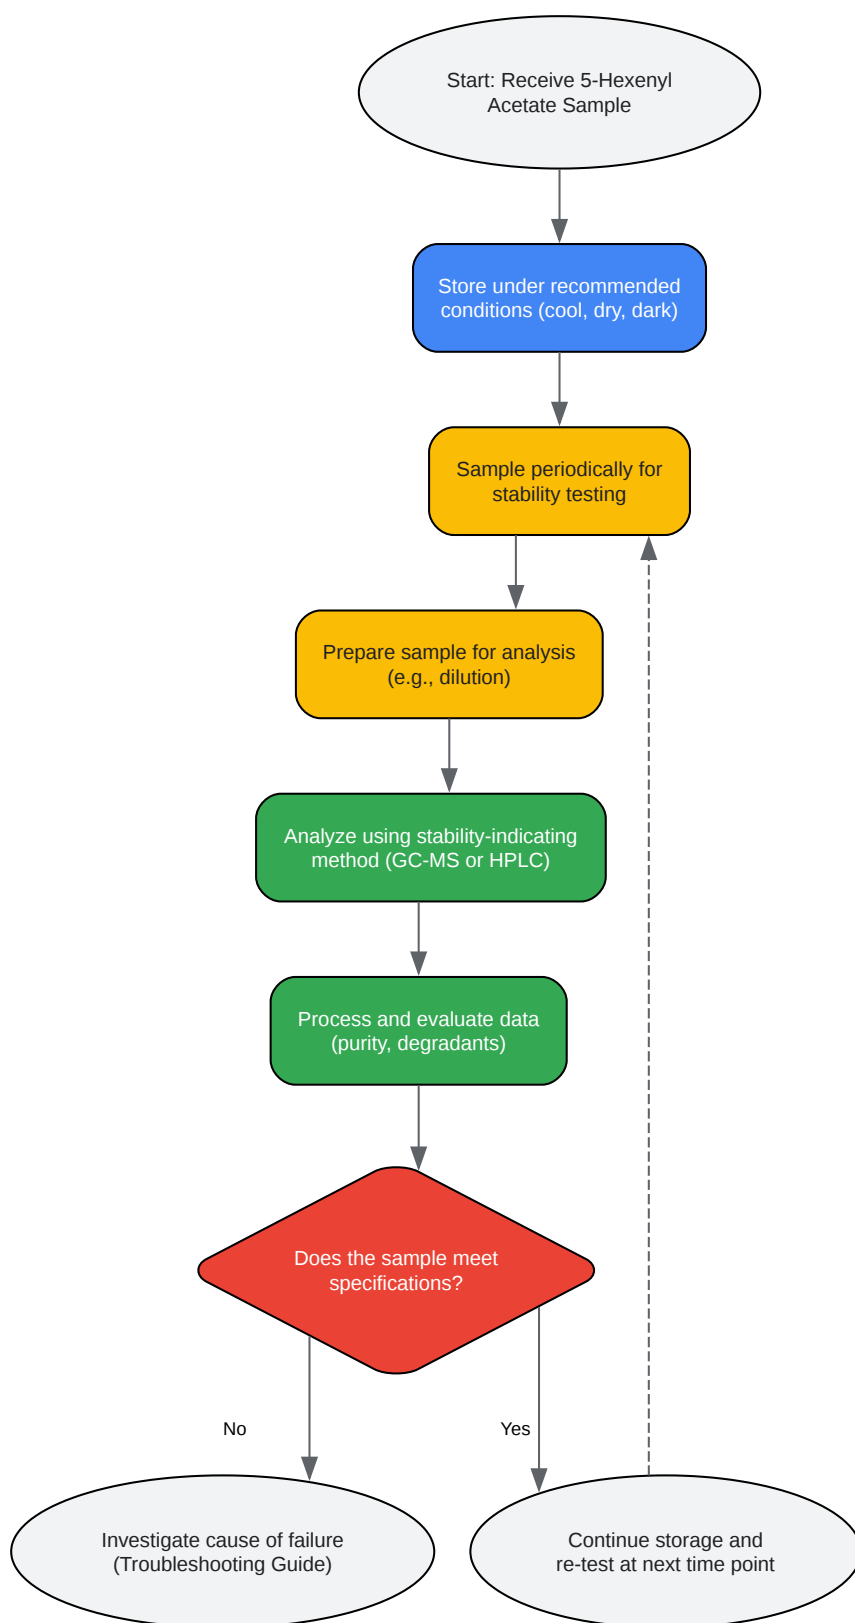 Start: Receive 5-Hexenyl
Acetate Sample
Store under recommended
conditions (cool, dry, dark)
Sample periodically for
stability testing
Prepare sample for analysis
(e.g., dilution)
Analyze using stability-indicating
method (GC-MS or HPLC)
Process and evaluate data
(purity, degradants)
Does the sample meet
specifications?
No
Yes
Investigate cause of failure
(Troubleshooting Guide)
Continue storage and
re-test at next time point